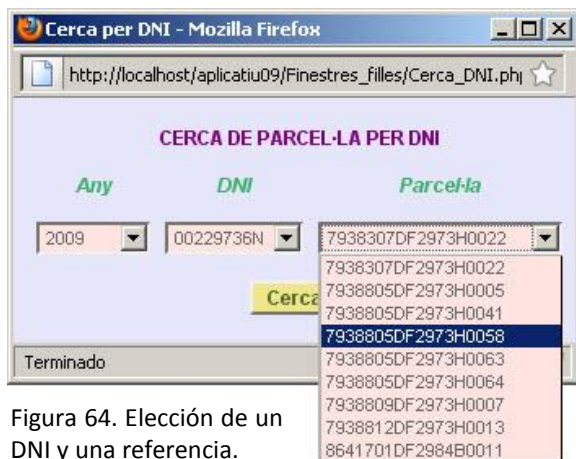 Cerca per DNI - Mozilla Firefox
http://localhost/aplicatiu09/Finestres_filles/Cerca_DNI.ph
CERCA DE PARCEL·LA PER DNI
Any DNI Parcel·la
2009 00229736N 7938307DF2973H0022
7938307DF2973H0022
7938805DF2973H0005
7938805DF2973H0041
7938805DF2973H0058
7938805DF2973H0063
7938805DF2973H0064
7938809DF2973H0007
7938812DF2973H0013
8641701DF2984B0011
Cerca
Terminado
Figura 64. Elección de un
DNI y una referencia.